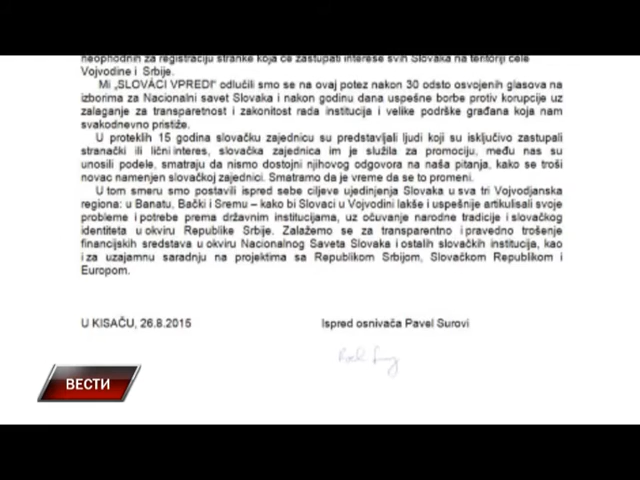 neophodnih za registraciju stranke koja će zastupati interese svih Slovaka na teritoriji cele
Vojvodine i Srbije.
Mi „SLOVÁCI VPREDI" odlučili smo se na ovaj potez nakon 30 odsto osvojenih glasova na
izborima za Nacionalni savet Slovaka i nakon godinu dana uspešne borbe protiv korupcije uz
zalaganje za transparetnost i zakonitost rada institucija i velike podrške građana koja nam
svakodnevno pristiže.
U proteklih 15 godina slovačku zajednicu su predstavljali ljudi koji su isključivo zastupali
stranački ili lični interes, slovačka zajednica im je služila za promociju, među nas su
unosili podele, smatraju da nismo dostojni njihovog odgovora na naša pitanja, kako se troši
novac namenjen slovačkoj zajednici. Smatramo da je vreme da se to promeni.
U tom smeru smo postavili ispred sebe ciljeve ujedinjenja Slovaka u sva tri Vojvodjanska
regiona: u Banatu, Bački i Sremu – kako bi Slovaci u Vojvodini lakše i uspešnije artikulisali svoje
probleme i potrebe prema državnim institucijama, uz očuvanje narodne tradicije i slovačkog
identiteta u okviru Republike Srbije. Zalažemo se za transparentno i pravedno trošenje
financijskih sredstava u okviru Nacionalnog Saveta Slovaka i ostalih slovačkih institucija, kao
i za uzajamnu saradnju na projektima sa Republikom Srbijom, Slovačkom Republikom i
Europom.
U KISAČU, 26.8.2015 Ispred osnivača Pavel Surovi
ВЕСТИ